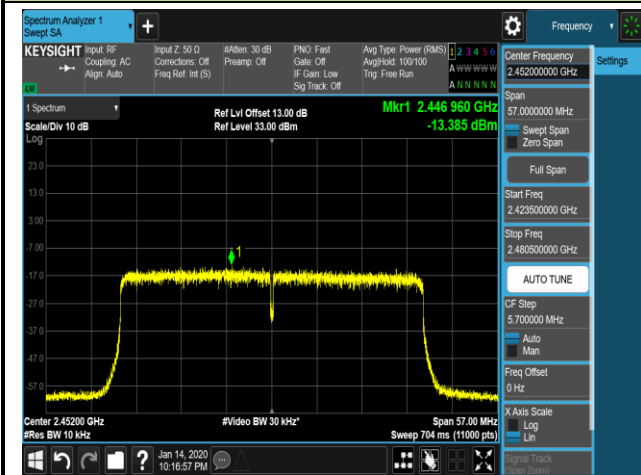 Spectrum Analyzer 1
Swept SA
Frequency
KEYSIGHT
Input: RF
Coupling: AC
Align: Auto
Input Z: 50 Ω
Corrections: Off
Freq Ref: Int (S)
#Atten: 30 dB
Preamp: Off
PNO: Fast
Gate: Off
IF Gain: Low
Sig Track: Off
Avg Type: Power (RMS)
Avg|Hold: 100/100
Trig: Free Run
1 2 3 4 5 6
A W W W W W
A N N N N N
Center Frequency
2.452000000 GHz
Settings
Span
57.0000000 MHz
Swept Span
Zero Span
Full Span
Start Freq
2.423500000 GHz
Stop Freq
2.480500000 GHz
AUTO TUNE
CF Step
5.700000 MHz
Auto
Man
Freq Offset
0 Hz
X Axis Scale
Log
Lin
Signal Track
(Span Zoom)
1 Spectrum
Scale/Div 10 dB
Log
Ref Lvl Offset 13.00 dB
Ref Level 33.00 dBm
Mkr1 2.446 960 GHz
-13.385 dBm
23.0
13.0
3.00
-7.00
-17.0
-27.0
-37.0
-47.0
-57.0
1
Center 2.45200 GHz
#Res BW 10 kHz
#Video BW 30 kHz*
Span 57.00 MHz
Sweep 704 ms (11000 pts)
?
Jan 14, 2020
10:16:57 PM